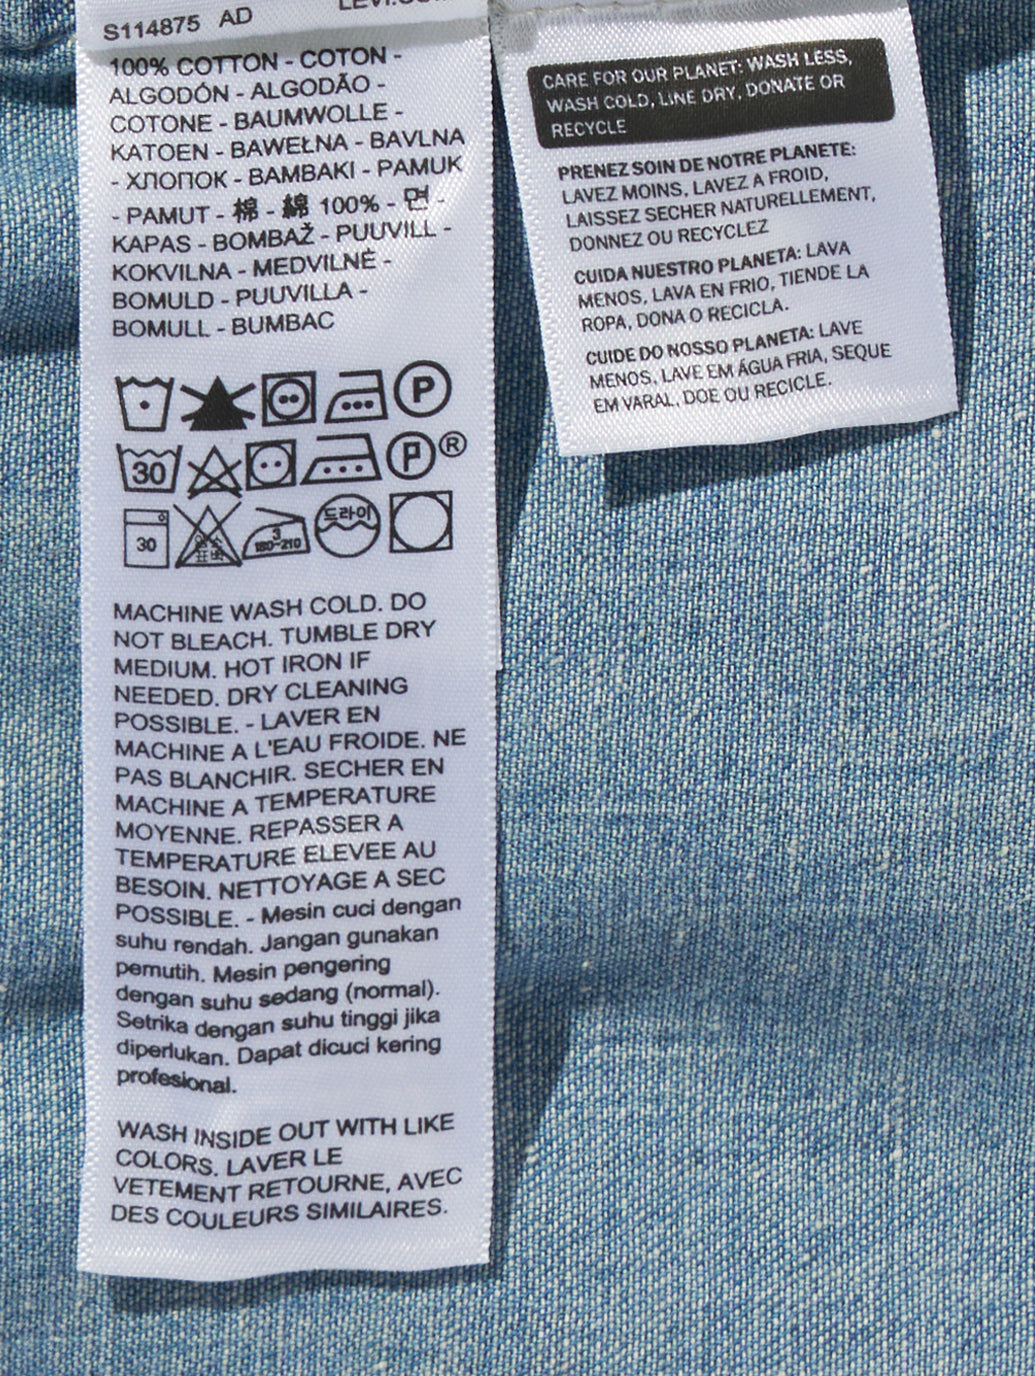 S114875 AD
100% COTTON - COTON -
ALGODÓN - ALGODÃO -
COTONE - BAUMWOLLE -
KATOEN - BAWEŁNA - BAVLNA
- ХЛОПОК - BAMBAKI - PAMUK
- PAMUT - 棉 - 綿 100% - 면 -
KAPAS - BOMBAŽ - PUUVILL -
KOKVILNA - MEDVILNĖ -
BOMULD - PUUVILLA -
BOMULL - BUMBAC
P
30 P ®
30 3 180-210 드라이
MACHINE WASH COLD. DO
NOT BLEACH. TUMBLE DRY
MEDIUM. HOT IRON IF
NEEDED. DRY CLEANING
POSSIBLE. - LAVER EN
MACHINE A L'EAU FROIDE. NE
PAS BLANCHIR. SECHER EN
MACHINE A TEMPERATURE
MOYENNE. REPASSER A
TEMPERATURE ELEVEE AU
BESOIN. NETTOYAGE A SEC
POSSIBLE. - Mesin cuci dengan
suhu rendah. Jangan gunakan
pemutih. Mesin pengering
dengan suhu sedang (normal).
Setrika dengan suhu tinggi jika
diperlukan. Dapat dicuci kering
profesional.
WASH INSIDE OUT WITH LIKE
COLORS. LAVER LE
VETEMENT RETOURNE, AVEC
DES COULEURS SIMILAIRES.
CARE FOR OUR PLANET: WASH LESS,
WASH COLD, LINE DRY, DONATE OR
RECYCLE
PRENEZ SOIN DE NOTRE PLANETE:
LAVEZ MOINS, LAVEZ A FROID,
LAISSEZ SECHER NATURELLEMENT,
DONNEZ OU RECYCLEZ
CUIDA NUESTRO PLANETA: LAVA
MENOS, LAVA EN FRIO, TIENDE LA
ROPA, DONA O RECICLA.
CUIDE DO NOSSO PLANETA: LAVE
MENOS, LAVE EM ÁGUA FRIA, SEQUE
EM VARAL, DOE OU RECICLE.